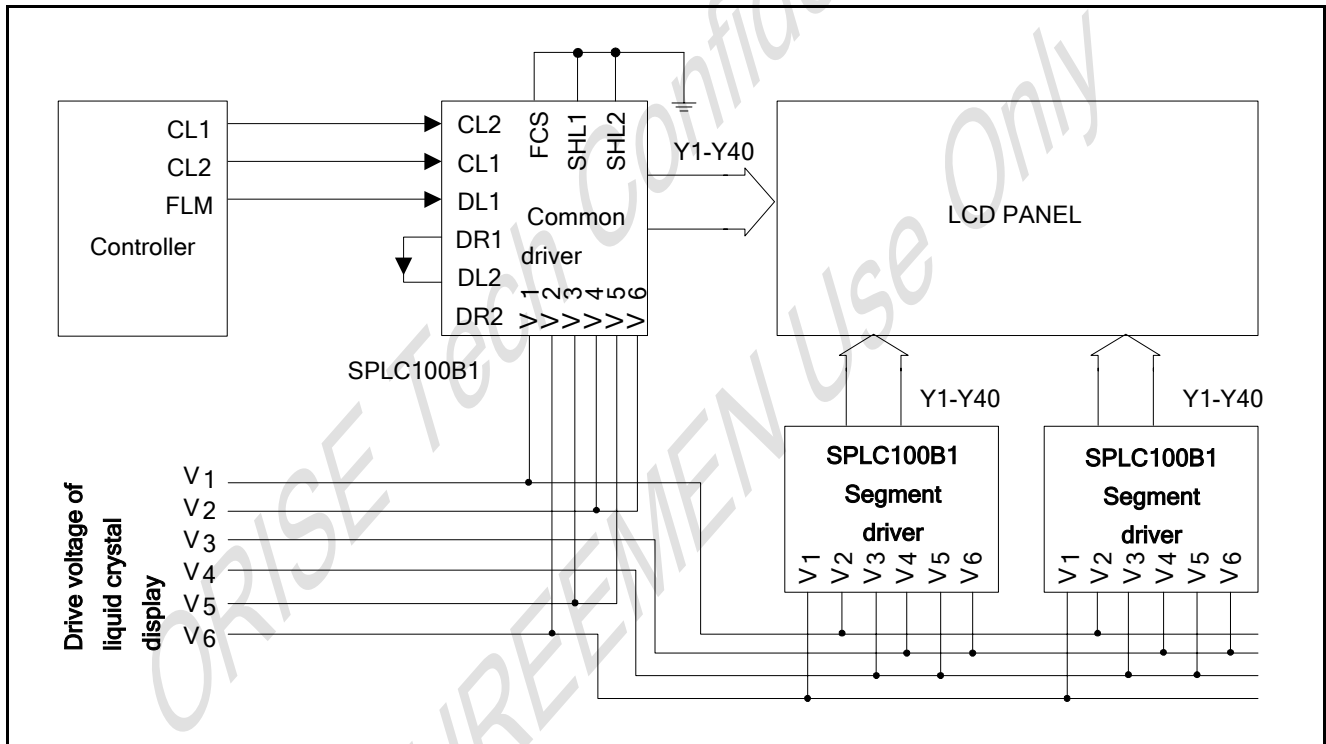 ORISE Tech Confide
UREEMEN Use Only
Controller
CL1
CL2
FLM
CL2
CL1
DL1
DR1
DL2
DR2
FCS
SHL1
SHL2
Common
driver
V1
V2
V3
V4
V5
V6
SPLC100B1
Y1-Y40
LCD PANEL
Y1-Y40
Y1-Y40
SPLC100B1
Segment
driver
V1
V2
V3
V4
V5
V6
SPLC100B1
Segment
driver
V1
V2
V3
V4
V5
V6
Drive voltage of
liquid crystal
display
V1
V2
V3
V4
V5
V6